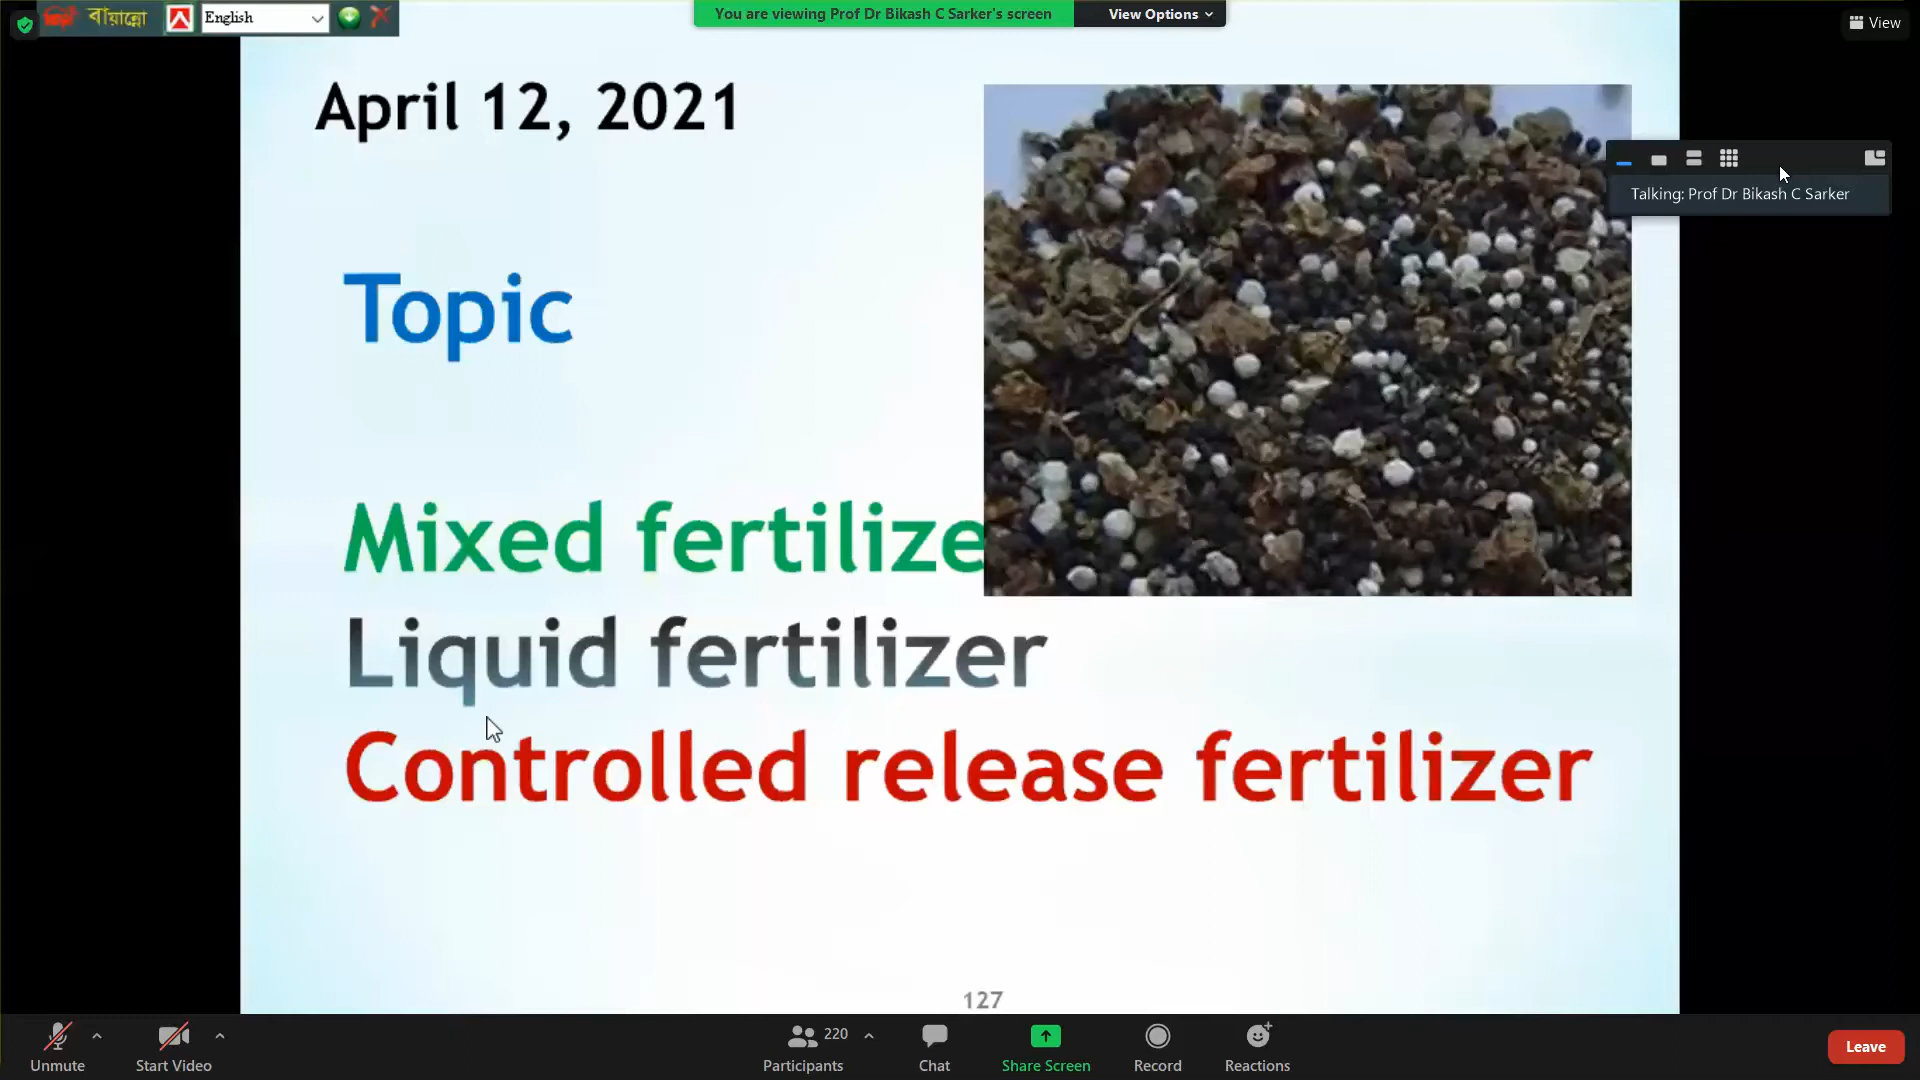 বায়ান্নো
English
You are viewing Prof Dr Bikash C Sarker's screen
View Options
View
April 12, 2021
Talking: Prof Dr Bikash C Sarker
Topic
Mixed fertilize
Liquid fertilizer
Controlled release fertilizer
127
Unmute
Start Video
220
Participants
Chat
Share Screen
Record
Reactions
Leave